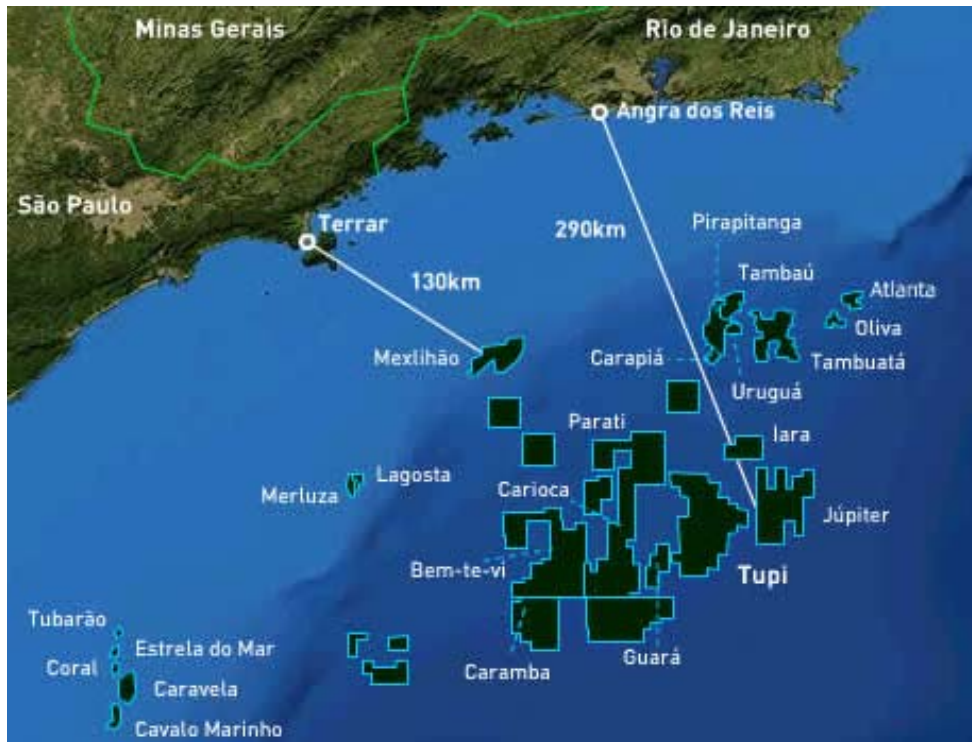 Minas Gerais
Rio de Janeiro
Angra dos Reis
São Paulo
Terrar
290km
Pirapitanga
130km
Tambaú
Atlanta
Oliva
Mexlihão
Carapiá
Tambuatá
Uruguá
Parati
Iara
Lagosta
Merluza
Carioca
Júpiter
Bem-te-vi
Tupi
Tubarão
Estrela do Mar
Guará
Coral
Caramba
Caravela
Cavalo Marinho